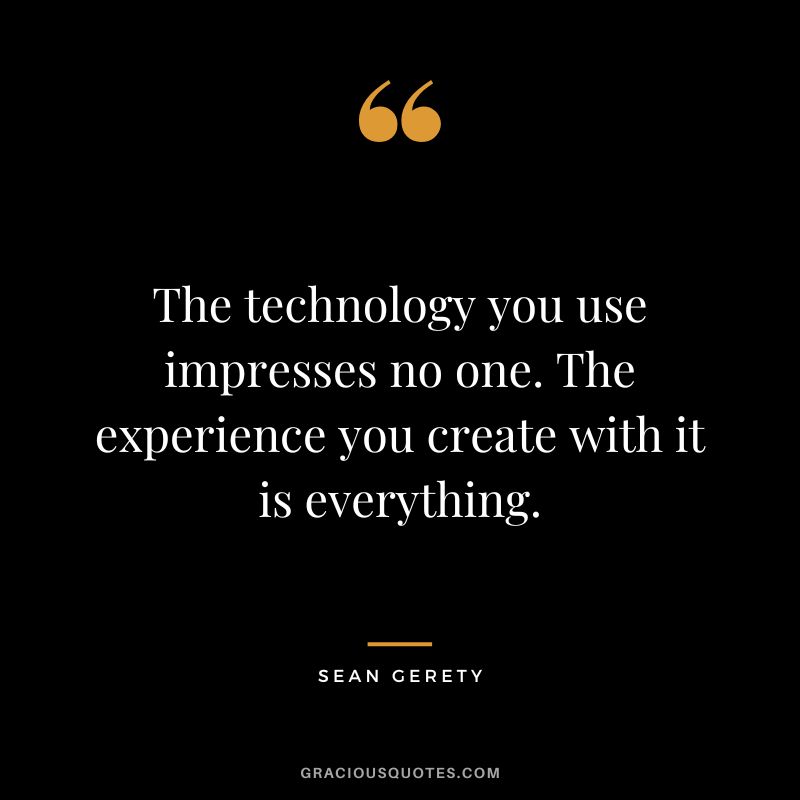 “
The technology you use
impresses no one. The
experience you create with it
is everything.
SEAN GERETY
GRACIOUSQUOTES.COM